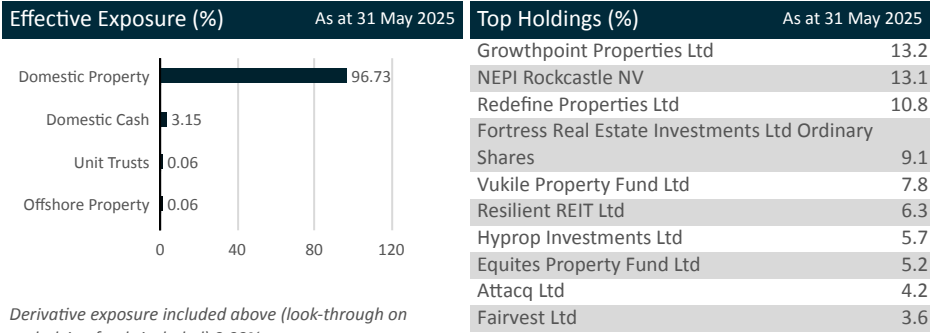 Effective Exposure (%) As at 31 May 2025
Domestic Property 96.73
Domestic Cash 3.15
Unit Trusts 0.06
Offshore Property 0.06
0 40 80 120
Derivative exposure included above (look-through on
Top Holdings (%) As at 31 May 2025
Growthpoint Properties Ltd 13.2
NEPI Rockcastle NV 13.1
Redefine Properties Ltd 10.8
Fortress Real Estate Investments Ltd Ordinary
Shares 9.1
Vukile Property Fund Ltd 7.8
Resilient REIT Ltd 6.3
Hyprop Investments Ltd 5.7
Equites Property Fund Ltd 5.2
Attacq Ltd 4.2
Fairvest Ltd 3.6